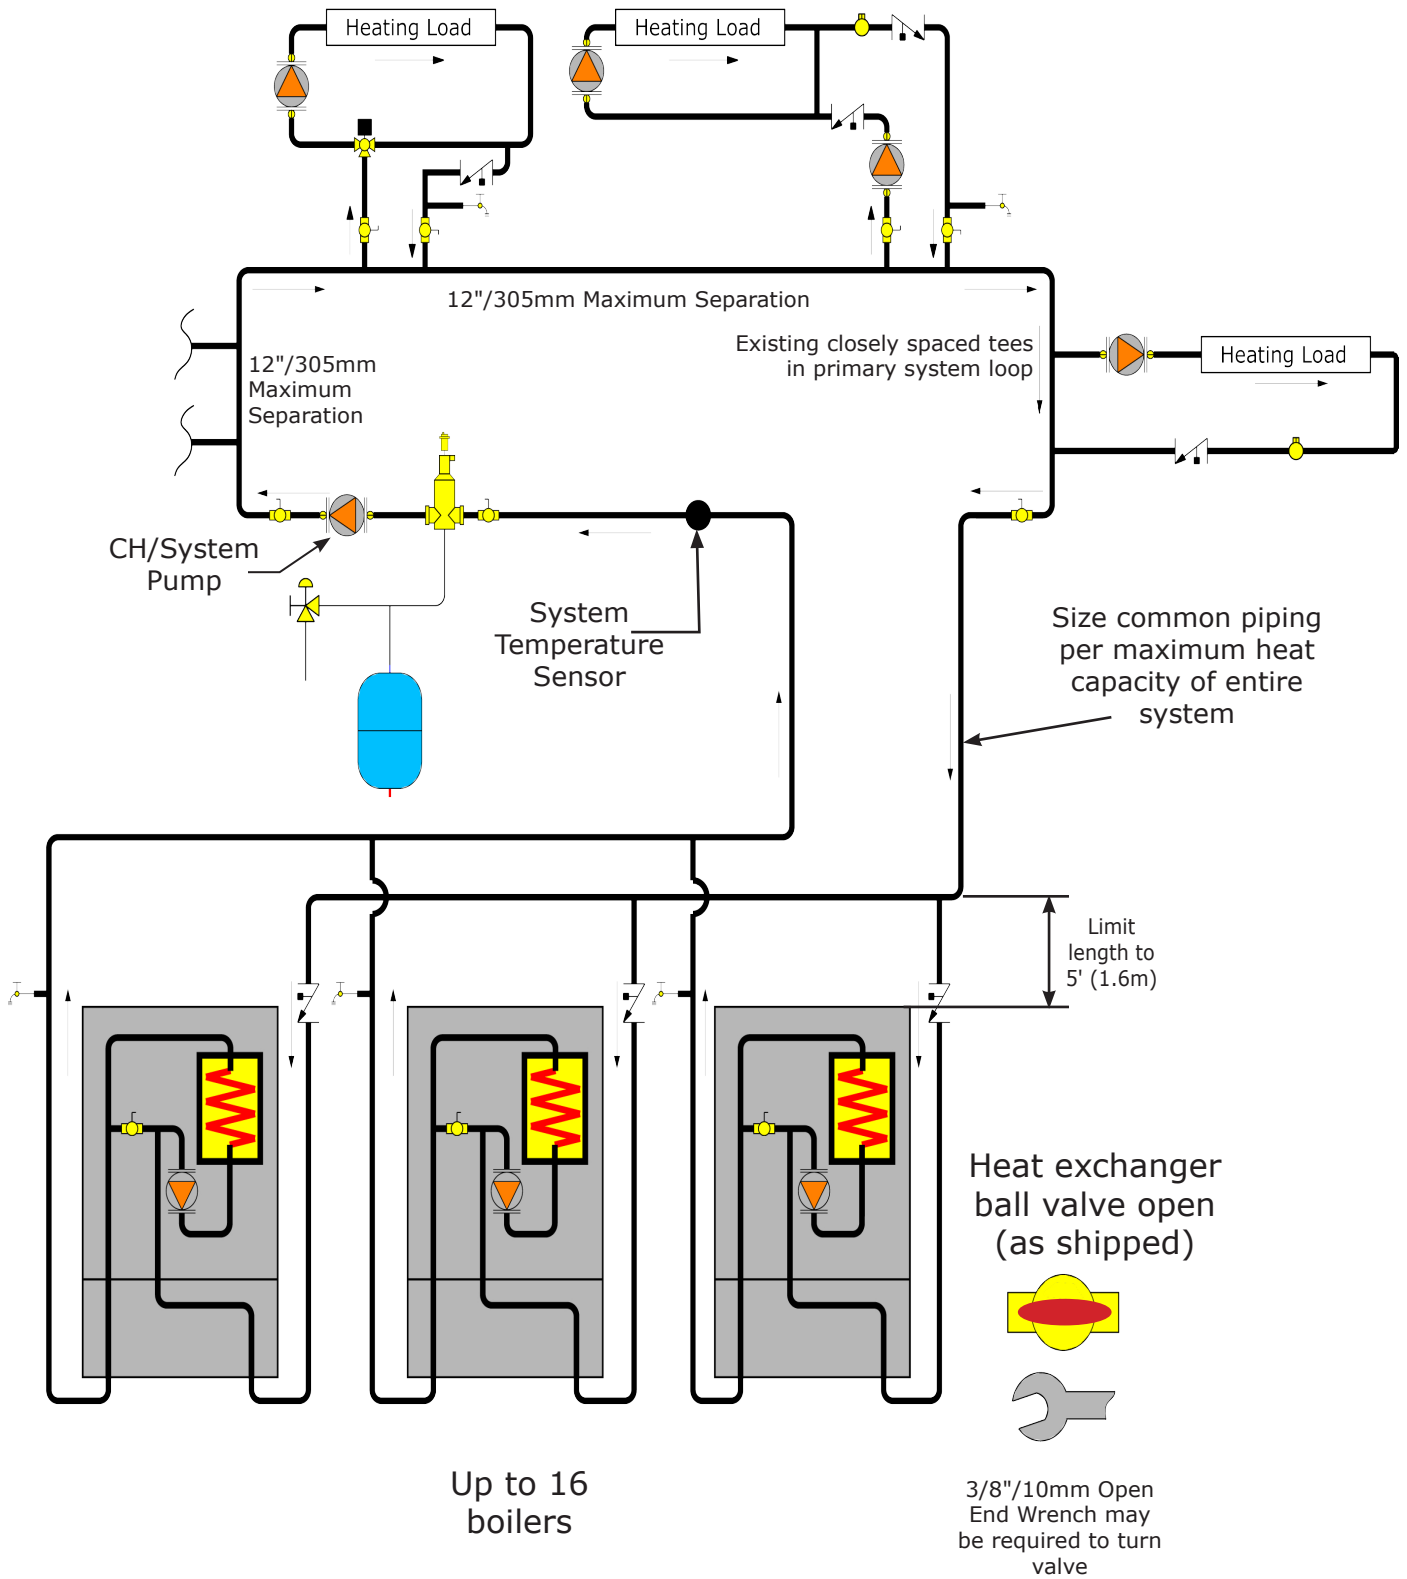 Heating Load
Heating Load
12"/305mm Maximum Separation
Existing closely spaced tees
in primary system loop
12"/305mm
Maximum
Separation
Heating Load
CH/System
Pump
System
Temperature
Sensor
Size common piping
per maximum heat
capacity of entire
system
Limit
length to
5' (1.6m)
Heat exchanger
ball valve open
(as shipped)
Up to 16
boilers
3/8"/10mm Open
End Wrench may
be required to turn
valve